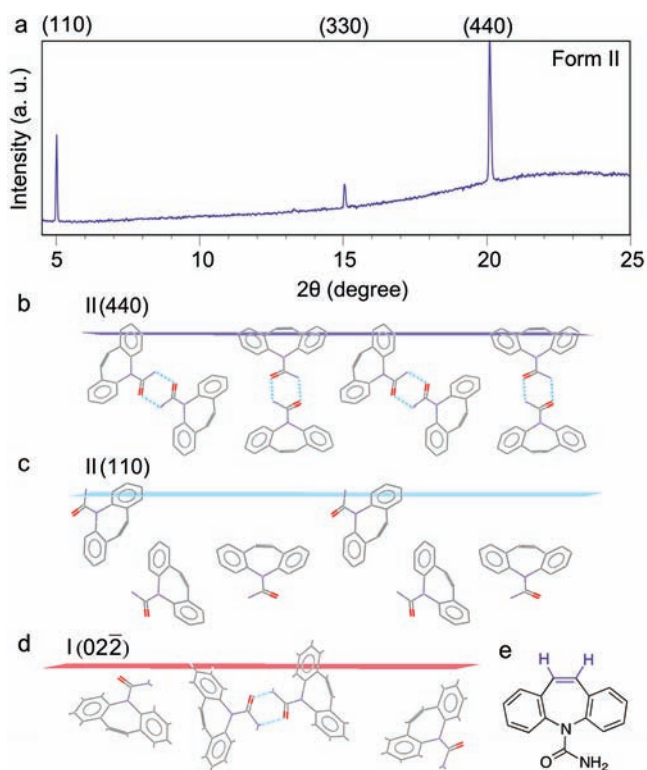 a (110) (330) (440)
Form II
Intensity (a. u.)
5 10 15 20 25
2θ (degree)
b II(440)
c II(110)
d I(022̅)
e
H H
N
O NH₂